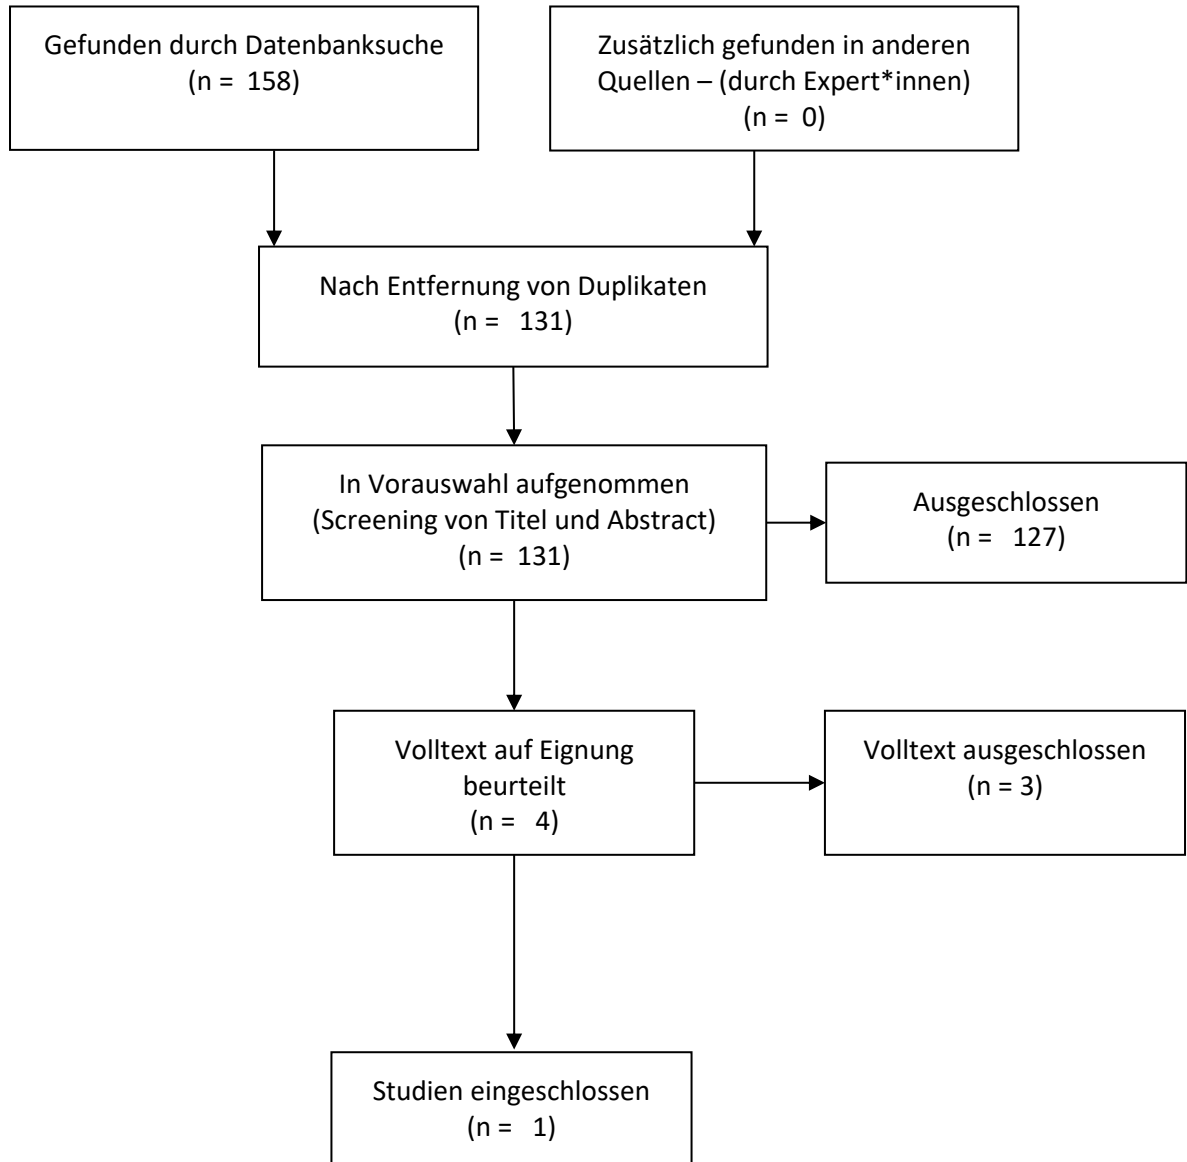 Gefunden durch Datenbanksuche
(n = 158)
Zusätzlich gefunden in anderen
Quellen – (durch Expert*innen)
(n = 0)
Nach Entfernung von Duplikaten
(n = 131)
In Vorauswahl aufgenommen
(Screening von Titel und Abstract)
(n = 131)
Ausgeschlossen
(n = 127)
Volltext auf Eignung
beurteilt
(n = 4)
Volltext ausgeschlossen
(n = 3)
Studien eingeschlossen
(n = 1)